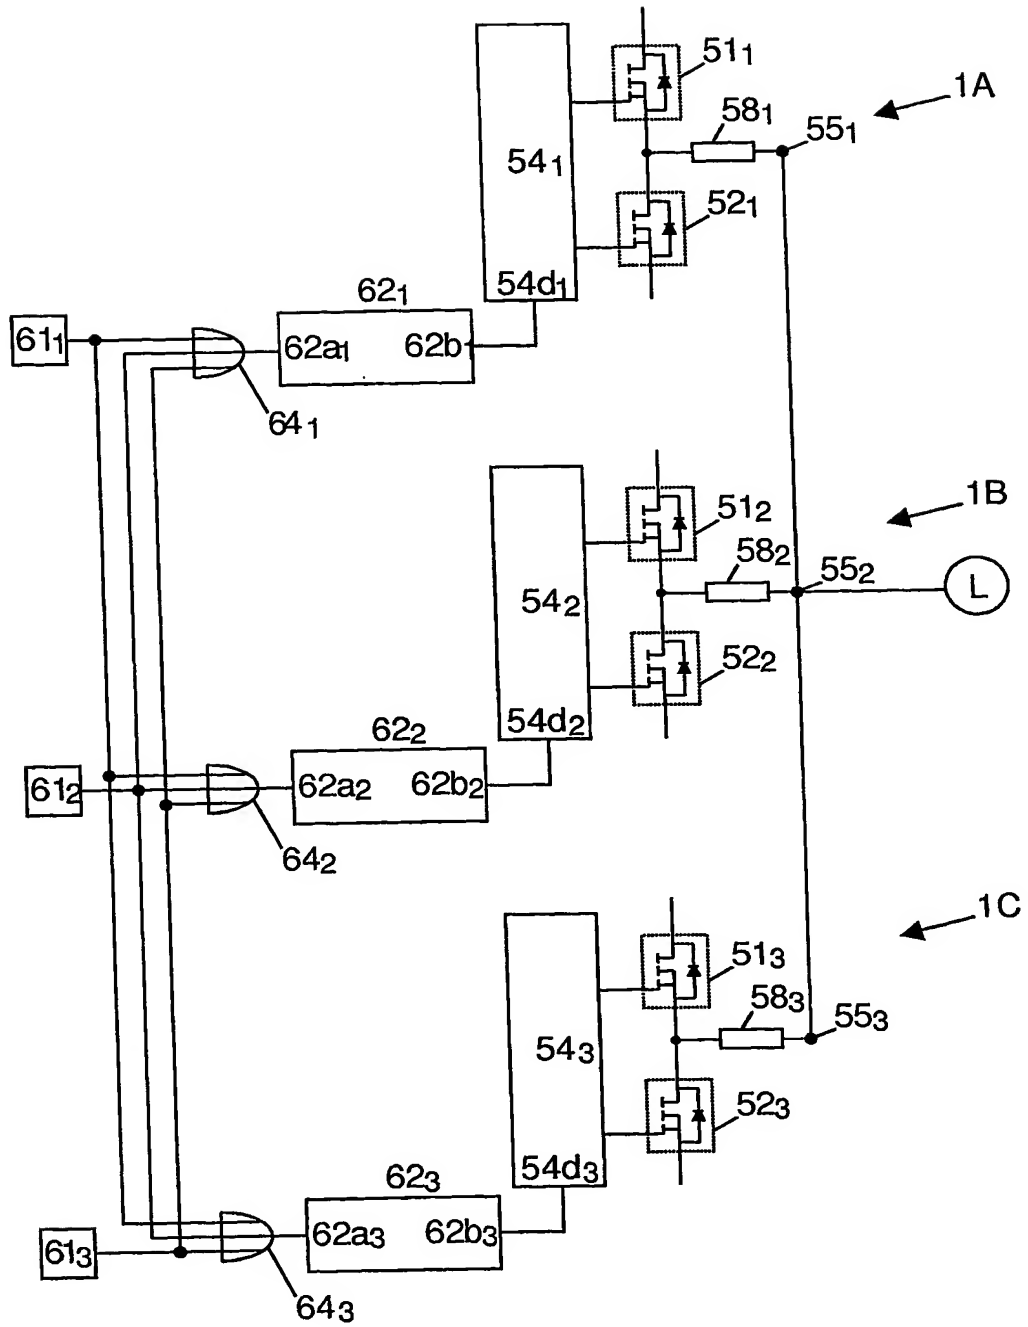 51₁
1A
58₁
55₁
54₁
52₁
54d₁
62₁
61₁
62a₁ 62b₁
64₁
51₂
1B
58₂
55₂
L
54₂
52₂
54d₂
62₂
61₂
62a₂ 62b₂
64₂
1C
51₃
58₃
55₃
54₃
52₃
54d₃
62₃
61₃
62a₃ 62b₃
64₃